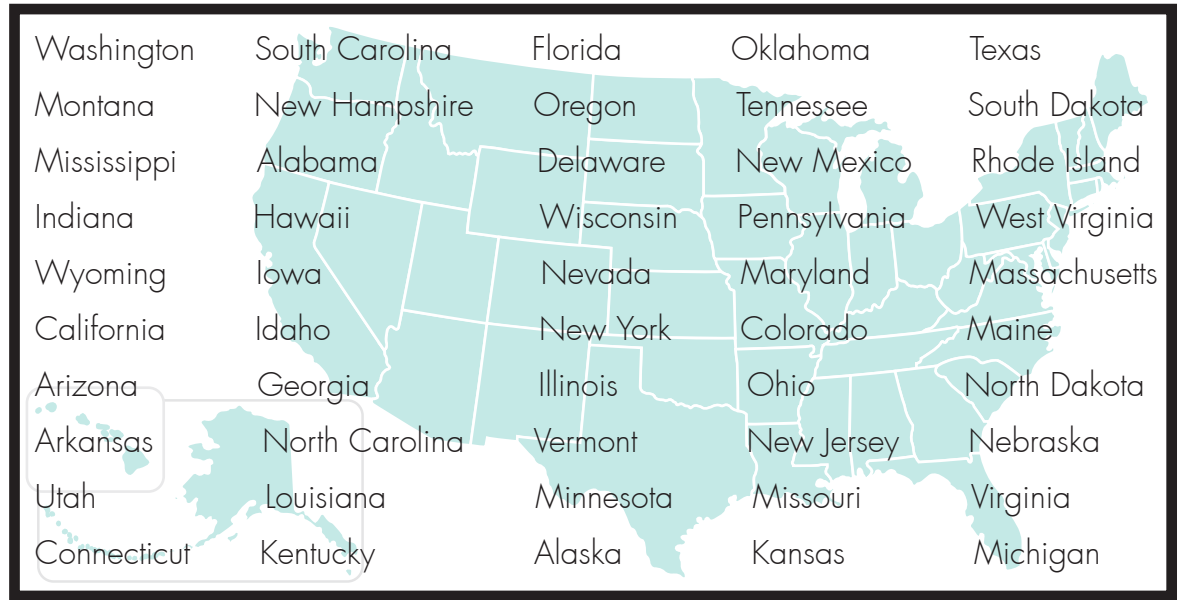 Washington South Carolina Florida Oklahoma Texas
Montana New Hampshire Oregon Tennessee South Dakota
Mississippi Alabama Delaware New Mexico Rhode Island
Indiana Hawaii Wisconsin Pennsylvania West Virginia
Wyoming Iowa Nevada Maryland Massachusetts
California Idaho New York Colorado Maine
Arizona Georgia Illinois Ohio North Dakota
Arkansas North Carolina Vermont New Jersey Nebraska
Utah Louisiana Minnesota Missouri Virginia
Connecticut Kentucky Alaska Kansas Michigan